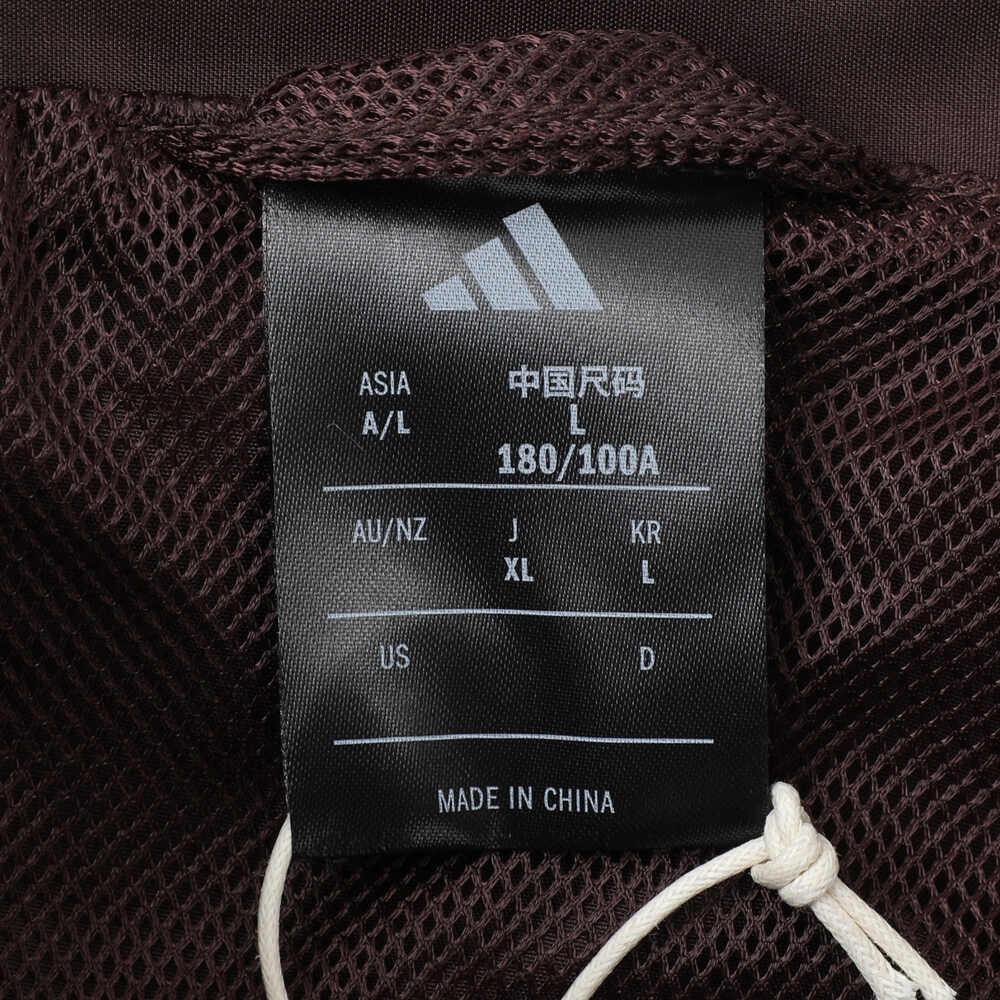 ASIA 中国尺码
A/L L
180/100A
AU/NZ J KR
XL L
US D
MADE IN CHINA